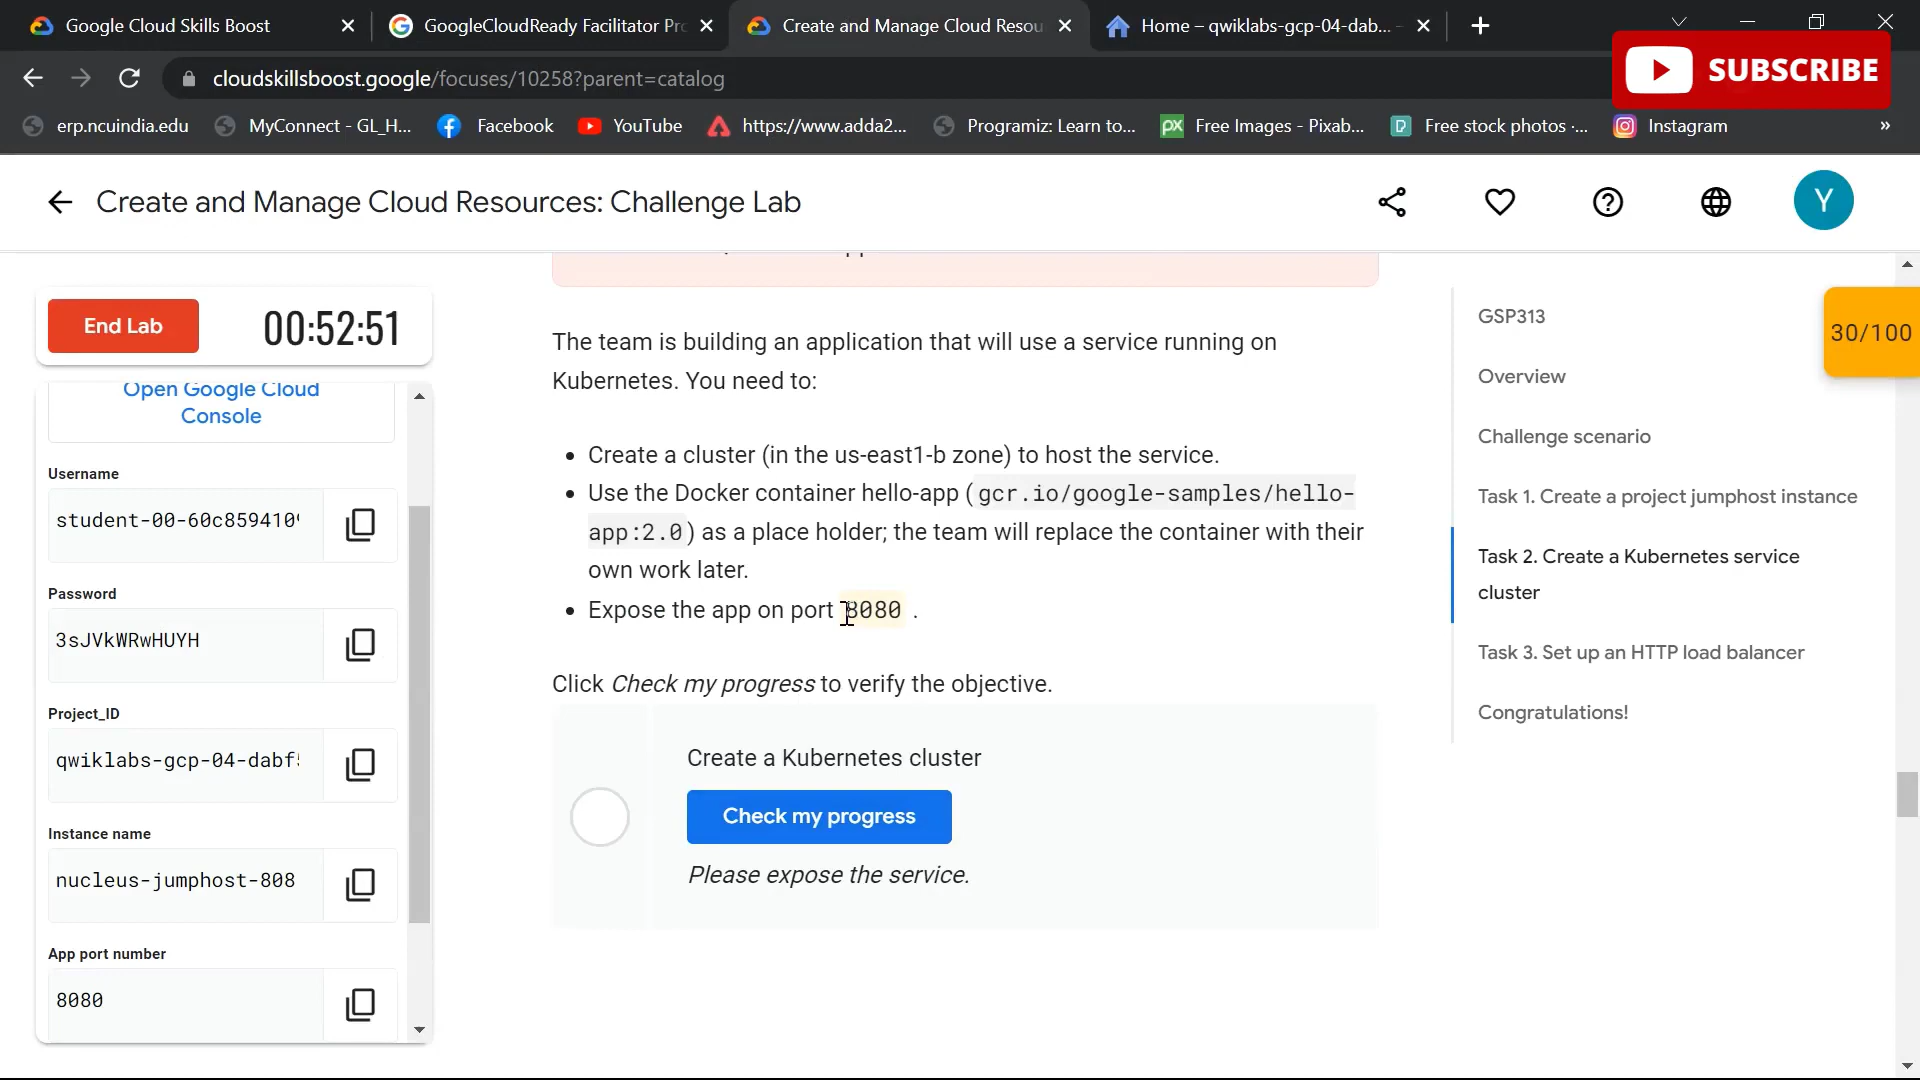 Google Cloud Skills Boost
GoogleCloudReady Facilitator Pro
Create and Manage Cloud Resou
Home – qwiklabs-gcp-04-dab... -
cloudskillsboost.google/focuses/10258?parent=catalog
SUBSCRIBE
erp.ncuindia.edu
MyConnect - GL_H...
Facebook
YouTube
https://www.adda2...
Programiz: Learn to...
Free Images - Pixab...
Free stock photos ·...
Instagram
»
Create and Manage Cloud Resources: Challenge Lab
Y
End Lab
00:52:51
Open Google Cloud
Console
Username
student-00-60c859410
Password
3sJVkWRwHUYH
Project_ID
qwiklabs-gcp-04-dabf
Instance name
nucleus-jumphost-808
App port number
8080
The team is building an application that will use a service running on
Kubernetes. You need to:
• Create a cluster (in the us-east1-b zone) to host the service.
• Use the Docker container hello-app (gcr.io/google-samples/hello-
app:2.0) as a place holder; the team will replace the container with their
own work later.
• Expose the app on port 8080 .
Click Check my progress to verify the objective.
Create a Kubernetes cluster
Check my progress
Please expose the service.
GSP313
Overview
Challenge scenario
Task 1. Create a project jumphost instance
Task 2. Create a Kubernetes service
cluster
Task 3. Set up an HTTP load balancer
Congratulations!
30/100